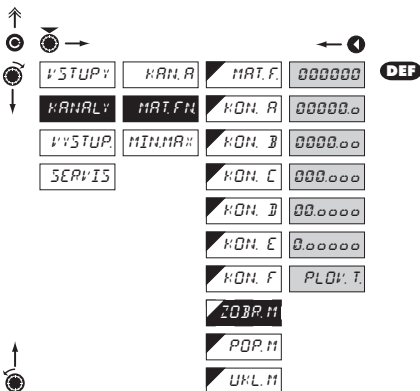 DEF
VSTUPY KAN. A MAT. F. 000000
KANALY MAT. FN. KON. A 00000.0
VYSTUP. MIN.MAX KON. B 0000.00
SERVIS KON. C 000.000
KON. D 00.0000
KON. E 0.00000
KON. F PLOV. T.
ZOBR. M
POP. M
UKL. M